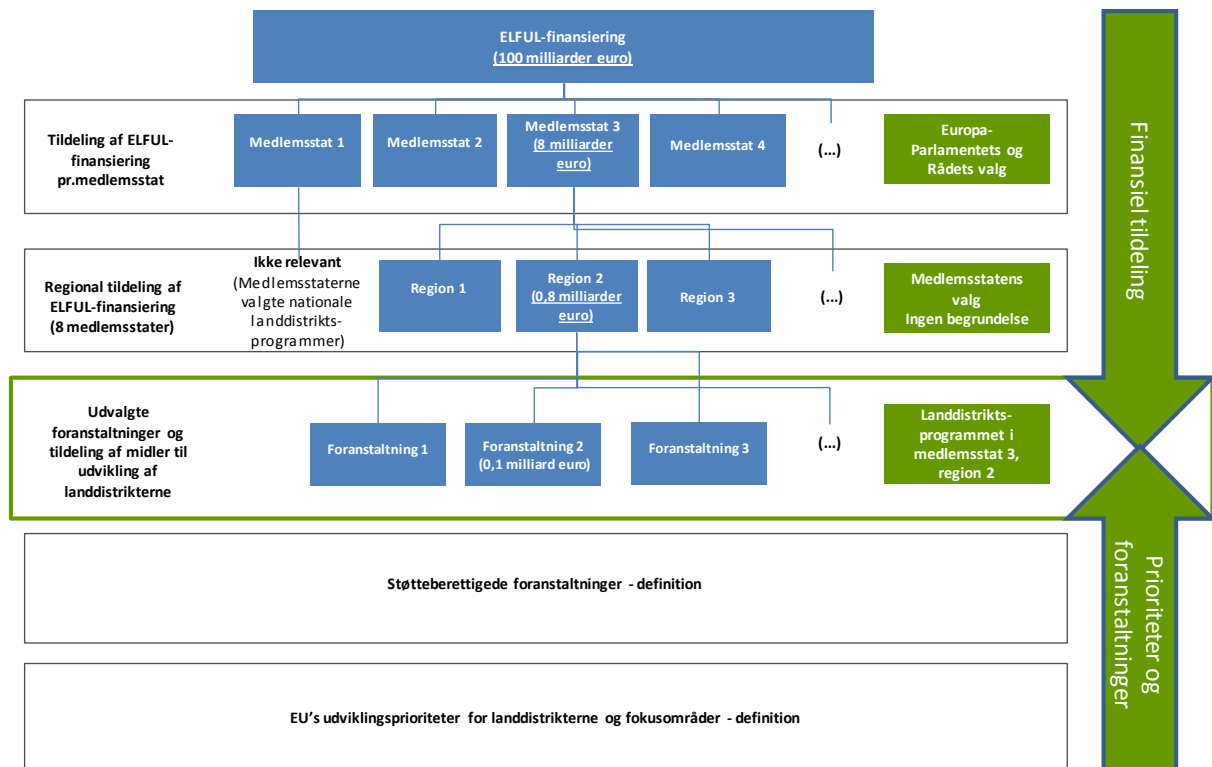 ELFUL-finansiering
(100 milliarder euro)
Tildeling af ELFUL-
finansiering
pr.medlemsstat
Medlemsstat 1
Medlemsstat 2
Medlemsstat 3
(8 milliarder
euro)
Medlemsstat 4
(...)
Europa-
Parlamentets og
Rådets valg
Regional tildeling af
ELFUL-finansiering
(8 medlemsstater)
Ikke relevant
(Medlemsstaterne
valgte nationale
landdistrikts-
programmer)
Region 1
Region 2
(0,8 milliarder
euro)
Region 3
(...)
Medlemsstatens
valg
Ingen begrundelse
Udvalgte
foranstaltninger og
tildeling af midler til
udvikling af
landdistrikterne
Foranstaltning 1
Foranstaltning 2
(0,1 milliard euro)
Foranstaltning 3
(...)
Landdistrikts-
programmet i
medlemsstat 3,
region 2
Støtteberettigede foranstaltninger - definition
EU's udviklingsprioriteter for landdistrikterne og fokusområder - definition
Finansiel tildeling
Prioriteter og
foranstaltninger